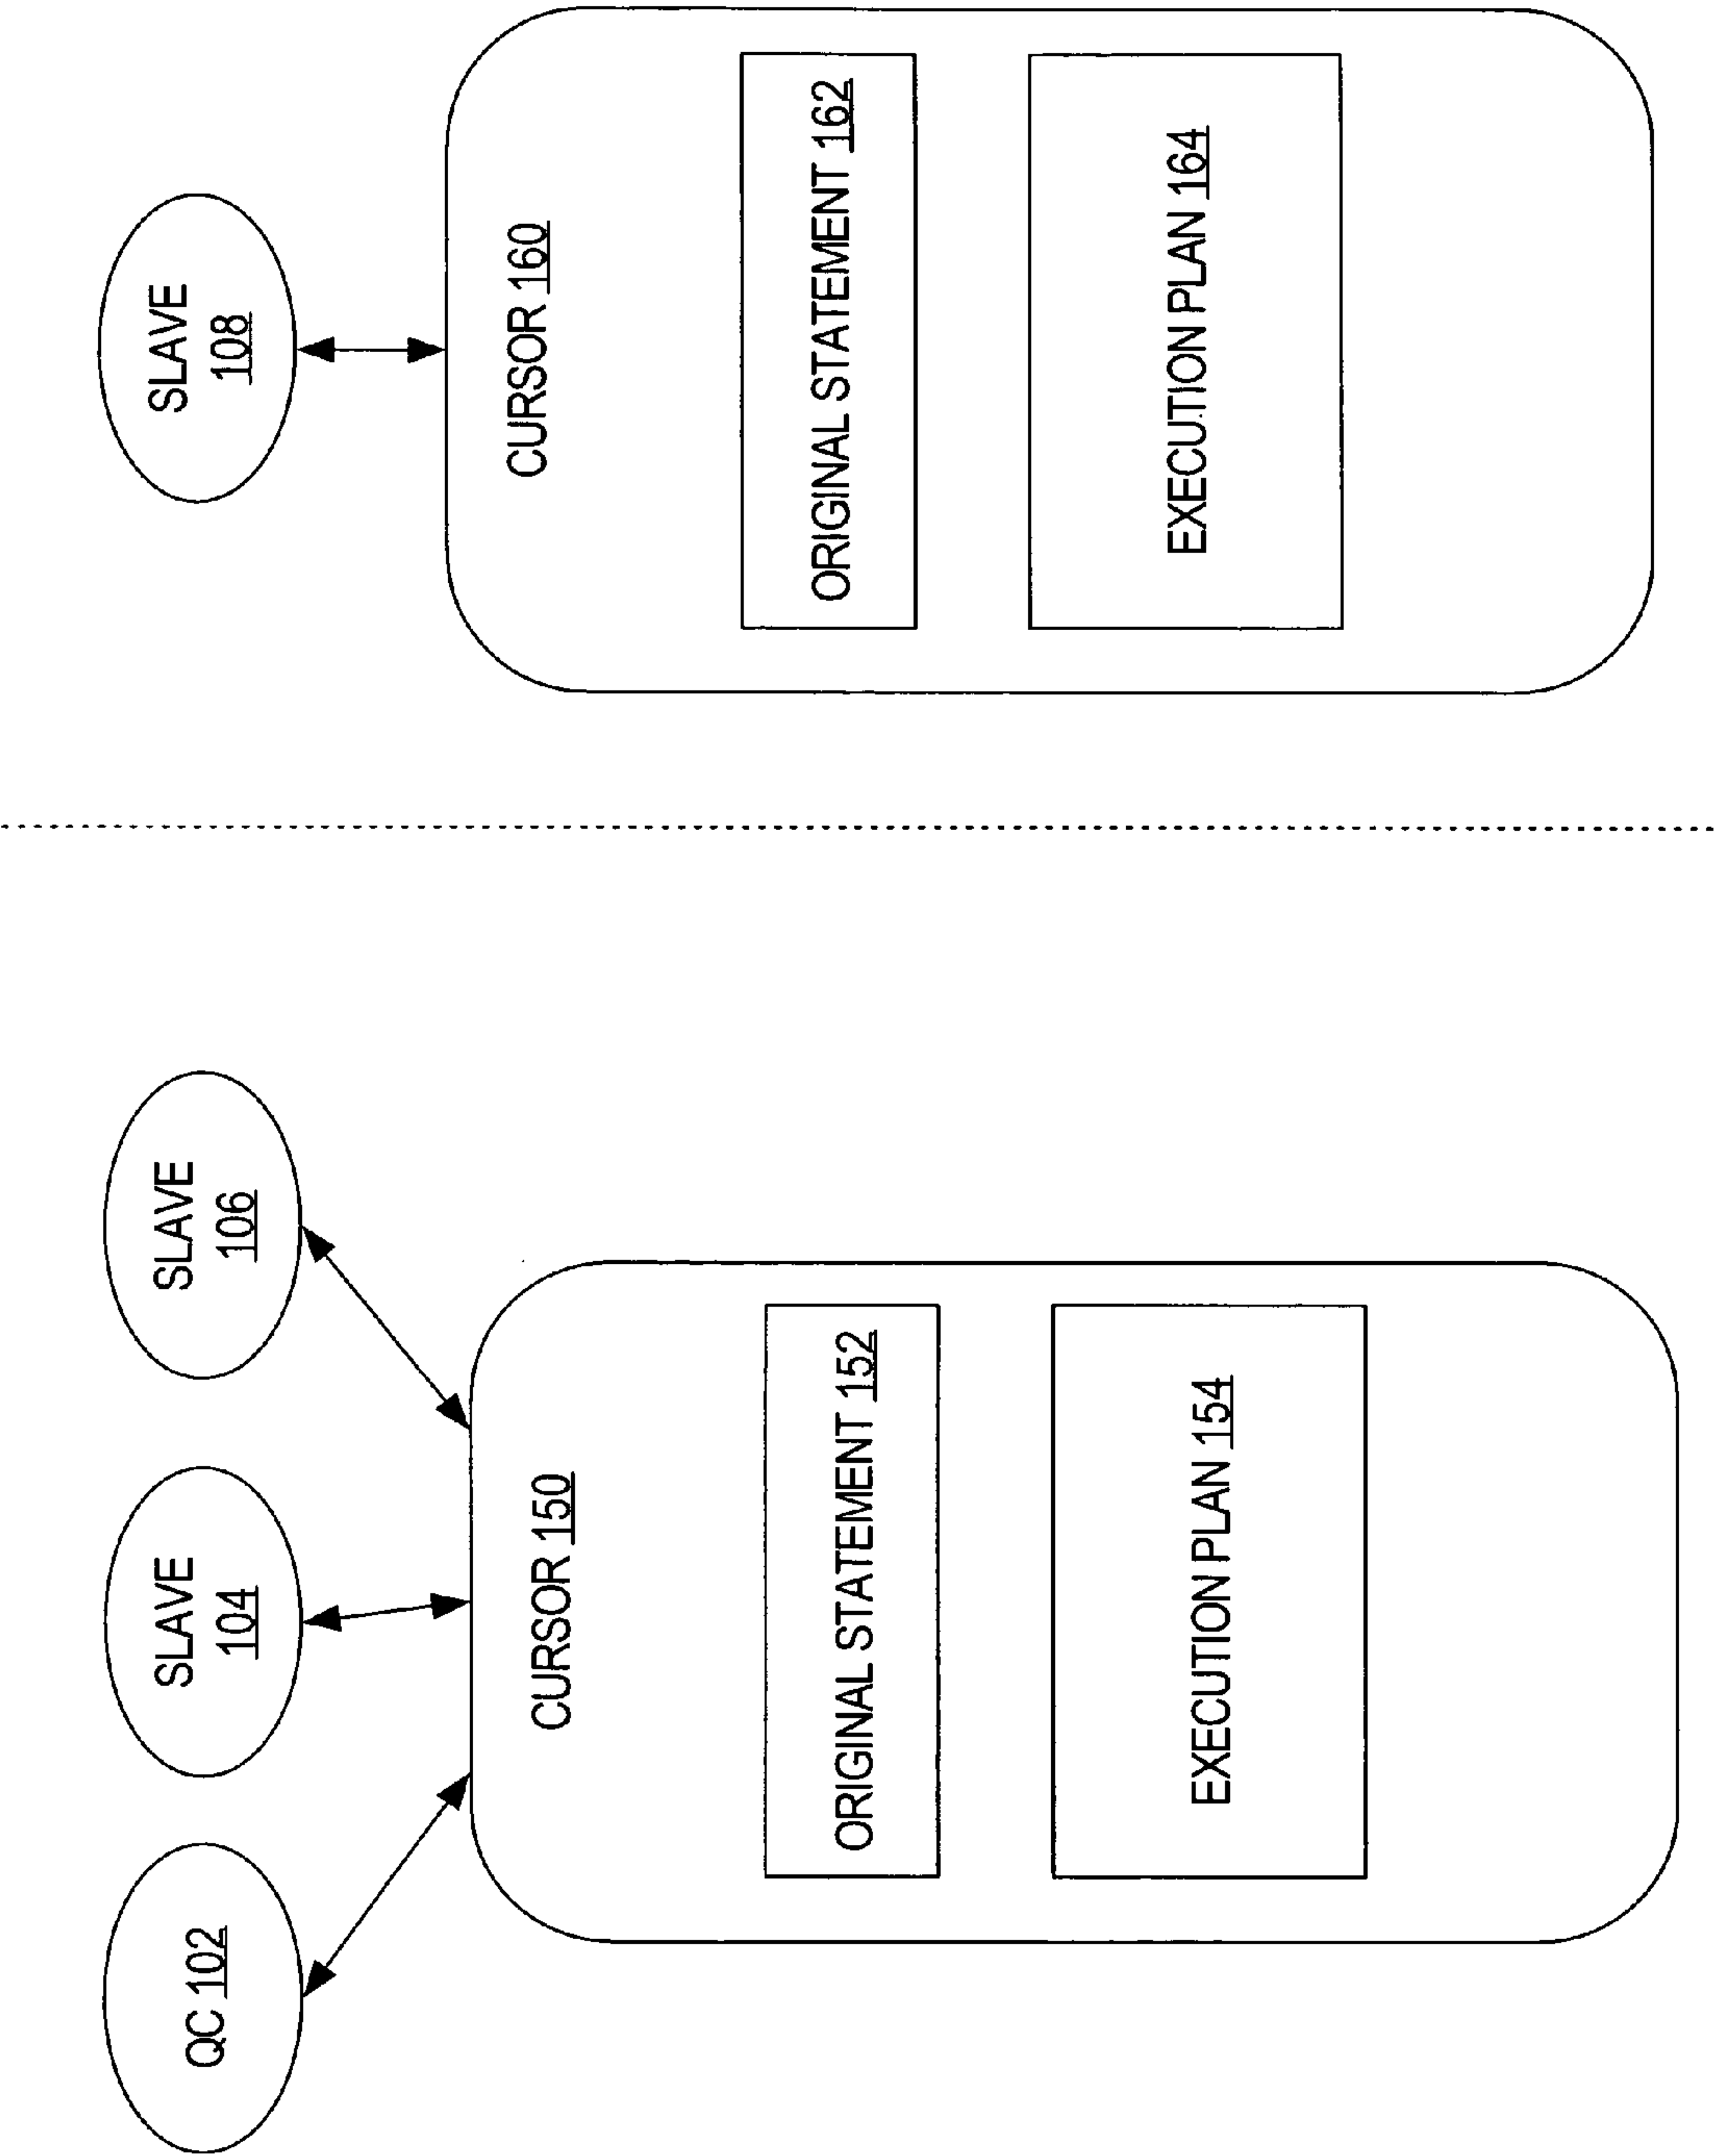 QC 102
SLAVE
104
SLAVE
106
SLAVE
108
CURSOR 150
ORIGINAL STATEMENT 152
EXECUTION PLAN 154
CURSOR 160
ORIGINAL STATEMENT 162
EXECUTION PLAN 164